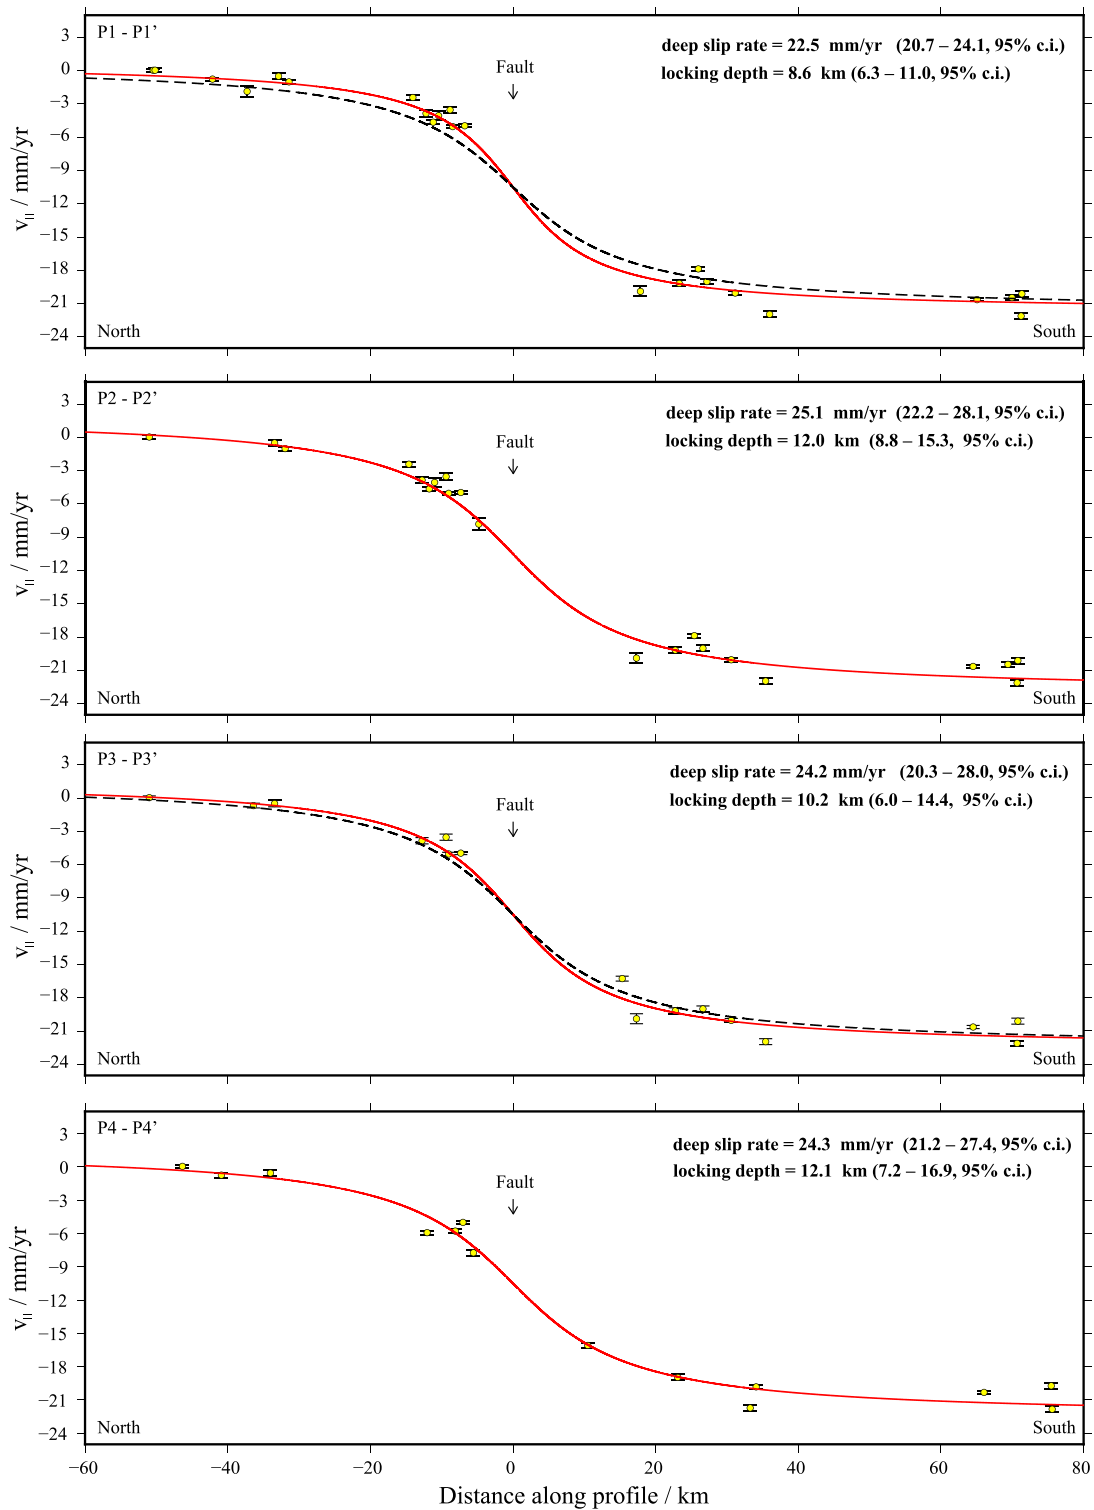 P1 - P1’
deep slip rate = 22.5 mm/yr (20.7 – 24.1, 95% c.i.)
locking depth = 8.6 km (6.3 – 11.0, 95% c.i.)
Fault
3
0
−3
−6
−9
−12
−15
−18
−21
−24
v|| / mm/yr
North
South
P2 - P2’
deep slip rate = 25.1 mm/yr (22.2 – 28.1, 95% c.i.)
locking depth = 12.0 km (8.8 – 15.3, 95% c.i.)
Fault
3
0
−3
−6
−9
−12
−15
−18
−21
−24
v|| / mm/yr
North
South
P3 - P3’
deep slip rate = 24.2 mm/yr (20.3 – 28.0, 95% c.i.)
locking depth = 10.2 km (6.0 – 14.4, 95% c.i.)
Fault
3
0
−3
−6
−9
−12
−15
−18
−21
−24
v|| / mm/yr
North
South
P4 - P4’
deep slip rate = 24.3 mm/yr (21.2 – 27.4, 95% c.i.)
locking depth = 12.1 km (7.2 – 16.9, 95% c.i.)
Fault
3
0
−3
−6
−9
−12
−15
−18
−21
−24
v|| / mm/yr
North
South
−60 −40 −20 0 20 40 60 80
Distance along profile / km